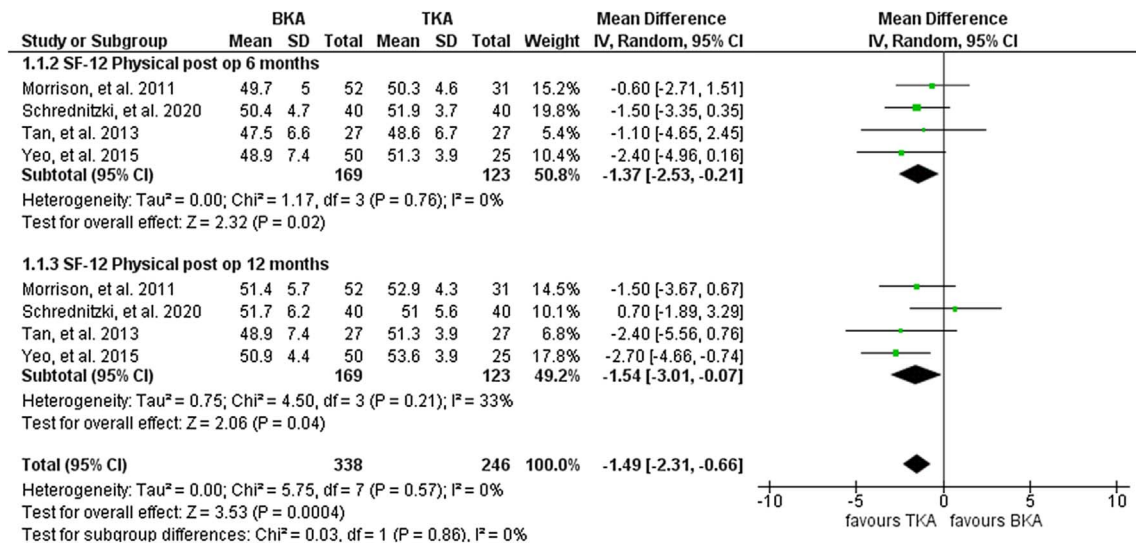 BKA TKA Mean Difference Mean Difference
Study or Subgroup Mean SD Total Mean SD Total Weight IV, Random, 95% CI IV, Random, 95% CI
1.1.2 SF-12 Physical post op 6 months
Morrison, et al. 2011 49.7 5 52 50.3 4.6 31 15.2% -0.60 [-2.71, 1.51]
Schrednitzki, et al. 2020 50.4 4.7 40 51.9 3.7 40 19.8% -1.50 [-3.35, 0.35]
Tan, et al. 2013 47.5 6.6 27 48.6 6.7 27 5.4% -1.10 [-4.65, 2.45]
Yeo, et al. 2015 48.9 7.4 50 51.3 3.9 25 10.4% -2.40 [-4.96, 0.16]
Subtotal (95% CI) 169 123 50.8% -1.37 [-2.53, -0.21]
Heterogeneity: Tau² = 0.00; Chi² = 1.17, df = 3 (P = 0.76); I² = 0%
Test for overall effect: Z = 2.32 (P = 0.02)
1.1.3 SF-12 Physical post op 12 months
Morrison, et al. 2011 51.4 5.7 52 52.9 4.3 31 14.5% -1.50 [-3.67, 0.67]
Schrednitzki, et al. 2020 51.7 6.2 40 51 5.6 40 10.1% 0.70 [-1.89, 3.29]
Tan, et al. 2013 48.9 7.4 27 51.3 3.9 27 6.8% -2.40 [-5.56, 0.76]
Yeo, et al. 2015 50.9 4.4 50 53.6 3.9 25 17.8% -2.70 [-4.66, -0.74]
Subtotal (95% CI) 169 123 49.2% -1.54 [-3.01, -0.07]
Heterogeneity: Tau² = 0.75; Chi² = 4.50, df = 3 (P = 0.21); I² = 33%
Test for overall effect: Z = 2.06 (P = 0.04)
Total (95% CI) 338 246 100.0% -1.49 [-2.31, -0.66]
Heterogeneity: Tau² = 0.00; Chi² = 5.75, df = 7 (P = 0.57); I² = 0%
-10 -5 0 5 10
Test for overall effect: Z = 3.53 (P = 0.0004)
favours TKA favours BKA
Test for subgroup differences: Chi² = 0.03, df = 1 (P = 0.86), I² = 0%